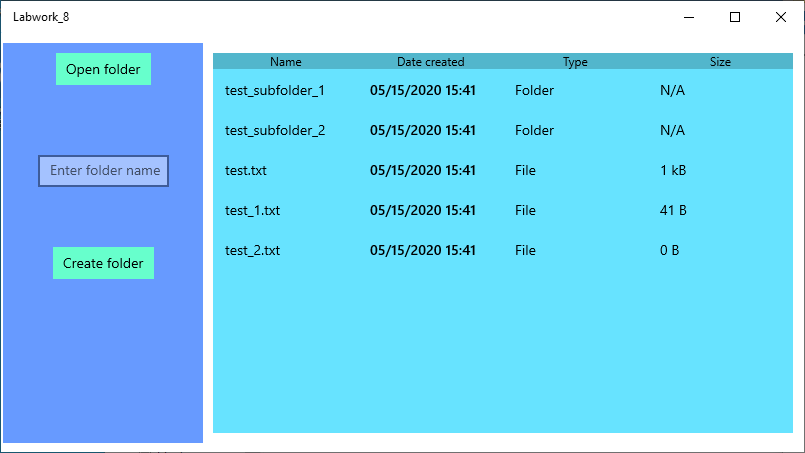 Labwork_8
Open folder
Enter folder name
Create folder
Name Date created Type Size
test_subfolder_1 05/15/2020 15:41 Folder N/A
test_subfolder_2 05/15/2020 15:41 Folder N/A
test.txt 05/15/2020 15:41 File 1 kB
test_1.txt 05/15/2020 15:41 File 41 B
test_2.txt 05/15/2020 15:41 File 0 B